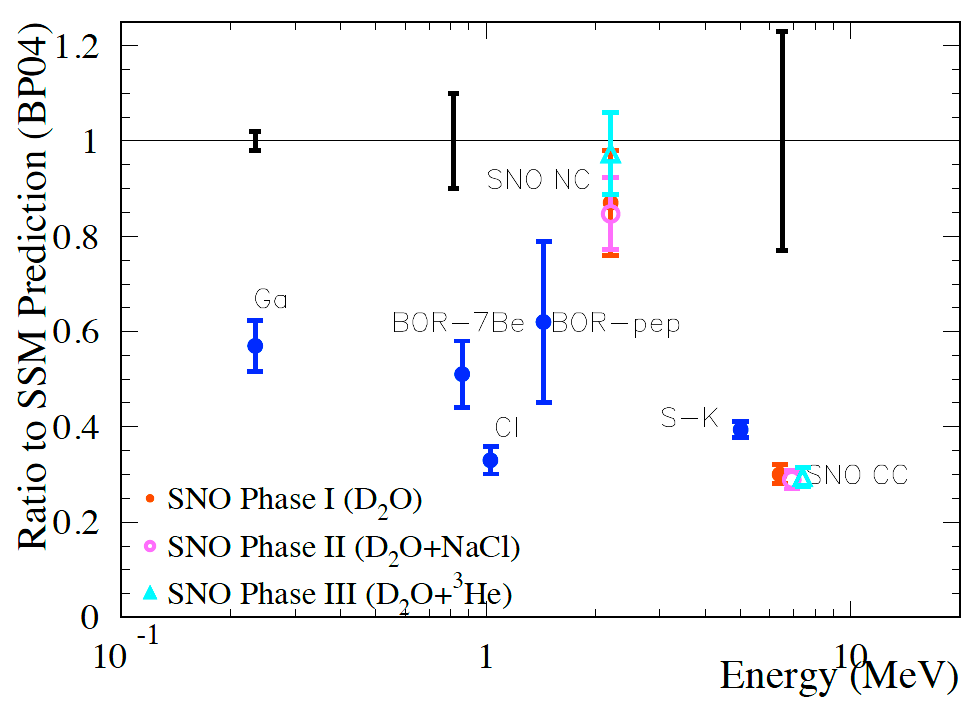 Ratio to SSM Prediction (BP04)
1.2
1
0.8
0.6
0.4
0.2
0
SNO NC
Ga
BOR-7Be
BOR-pep
Cl
S-K
SNO CC
SNO Phase I (D2O)
SNO Phase II (D2O+NaCl)
SNO Phase III (D2O+3He)
10-1
1
10
Energy (MeV)